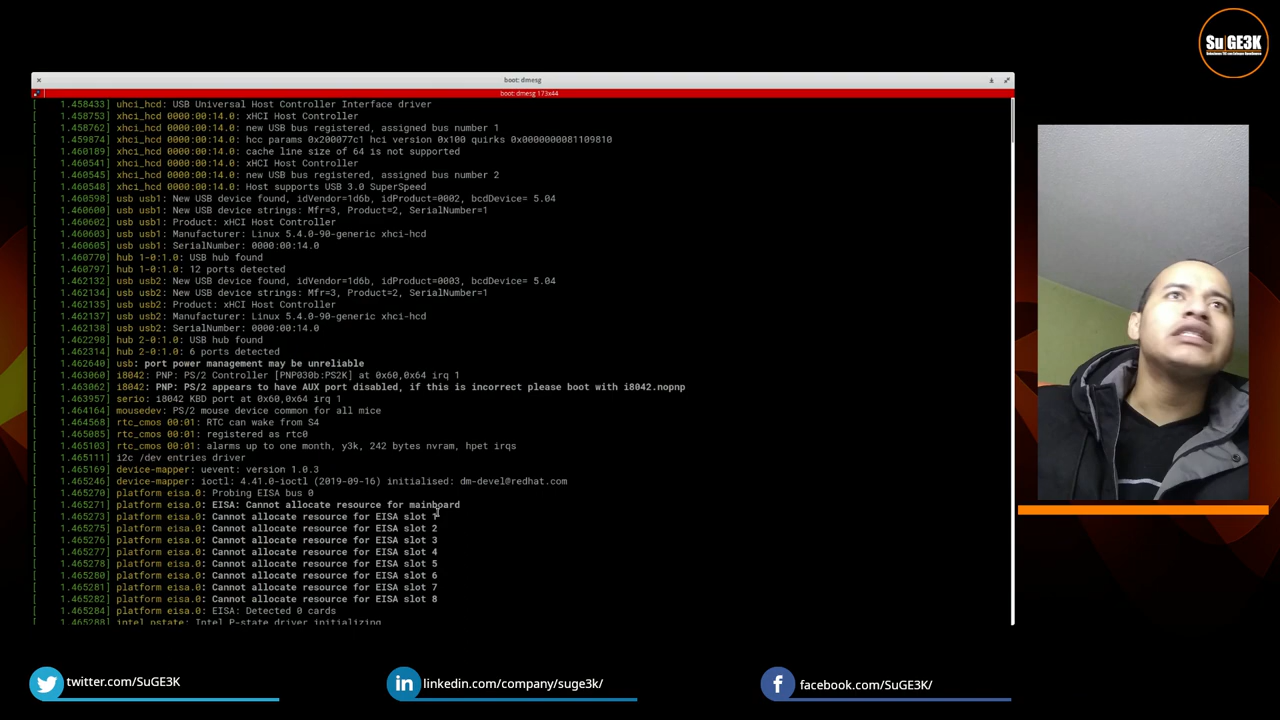 Su GE3K
boot: dmesg
boot: dmesg 173x44
[    1.458433] uhci_hcd: USB Universal Host Controller Interface driver
[    1.458753] xhci_hcd 0000:00:14.0: xHCI Host Controller
[    1.458762] xhci_hcd 0000:00:14.0: new USB bus registered, assigned bus number 1
[    1.459874] xhci_hcd 0000:00:14.0: hcc params 0x200077c1 hci version 0x100 quirks 0x0000000081109810
[    1.460189] xhci_hcd 0000:00:14.0: cache line size of 64 is not supported
[    1.460541] xhci_hcd 0000:00:14.0: xHCI Host Controller
[    1.460545] xhci_hcd 0000:00:14.0: new USB bus registered, assigned bus number 2
[    1.460548] xhci_hcd 0000:00:14.0: Host supports USB 3.0 SuperSpeed
[    1.460598] usb usb1: New USB device found, idVendor=1d6b, idProduct=0002, bcdDevice= 5.04
[    1.460600] usb usb1: New USB device strings: Mfr=3, Product=2, SerialNumber=1
[    1.460602] usb usb1: Product: xHCI Host Controller
[    1.460603] usb usb1: Manufacturer: Linux 5.4.0-90-generic xhci-hcd
[    1.460605] usb usb1: SerialNumber: 0000:00:14.0
[    1.460770] hub 1-0:1.0: USB hub found
[    1.460797] hub 1-0:1.0: 12 ports detected
[    1.462132] usb usb2: New USB device found, idVendor=1d6b, idProduct=0003, bcdDevice= 5.04
[    1.462134] usb usb2: New USB device strings: Mfr=3, Product=2, SerialNumber=1
[    1.462135] usb usb2: Product: xHCI Host Controller
[    1.462137] usb usb2: Manufacturer: Linux 5.4.0-90-generic xhci-hcd
[    1.462138] usb usb2: SerialNumber: 0000:00:14.0
[    1.462298] hub 2-0:1.0: USB hub found
[    1.462314] hub 2-0:1.0: 6 ports detected
[    1.462640] usb: port power management may be unreliable
[    1.463060] i8042: PNP: PS/2 Controller [PNP030b:PS2K] at 0x60,0x64 irq 1
[    1.463062] i8042: PNP: PS/2 appears to have AUX port disabled, if this is incorrect please boot with i8042.nopnp
[    1.463957] serio: i8042 KBD port at 0x60,0x64 irq 1
[    1.464164] mousedev: PS/2 mouse device common for all mice
[    1.464568] rtc_cmos 00:01: RTC can wake from S4
[    1.465085] rtc_cmos 00:01: registered as rtc0
[    1.465103] rtc_cmos 00:01: alarms up to one month, y3k, 242 bytes nvram, hpet irqs
[    1.465111] i2c /dev entries driver
[    1.465169] device-mapper: uevent: version 1.0.3
[    1.465246] device-mapper: ioctl: 4.41.0-ioctl (2019-09-16) initialised: dm-devel@redhat.com
[    1.465270] platform eisa.0: Probing EISA bus 0
[    1.465271] platform eisa.0: EISA: Cannot allocate resource for mainboard
[    1.465273] platform eisa.0: Cannot allocate resource for EISA slot 1
[    1.465275] platform eisa.0: Cannot allocate resource for EISA slot 2
[    1.465276] platform eisa.0: Cannot allocate resource for EISA slot 3
[    1.465277] platform eisa.0: Cannot allocate resource for EISA slot 4
[    1.465278] platform eisa.0: Cannot allocate resource for EISA slot 5
[    1.465280] platform eisa.0: Cannot allocate resource for EISA slot 6
[    1.465281] platform eisa.0: Cannot allocate resource for EISA slot 7
[    1.465282] platform eisa.0: Cannot allocate resource for EISA slot 8
[    1.465284] platform eisa.0: EISA: Detected 0 cards
[    1.465288] intel_pstate: Intel P-state driver initializing
twitter.com/SuGE3K
linkedin.com/company/suge3k/
facebook.com/SuGE3K/